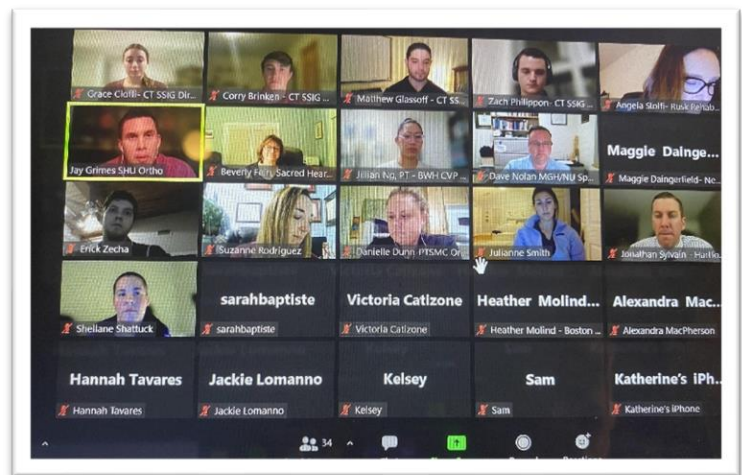 Grace Ciolfi- CT SSIG Dir...
Corry Brinken - CT SSIG ...
Matthew Glassoff - CT SS...
Zach Philippon- CT SSIG ...
Angela Stolfi- Rusk Rehab...
Jay Grimes SHU Ortho
Beverly Fein, Sacred Hear...
Jillian Ng, PT - BWH CVP ...
Dave Nolan MGH/NU Sp...
Maggie Dainge...
Maggie Daingerfield- Ne...
Erick Zecha
Suzanne Rodriguez
Danielle Dunn -PTSMC Or...
Julianne Smith
Jonathan Sylvain - Hartfo...
Shellane Shattuck
sarahbaptiste
sarahbaptiste
Victoria Catizone
Victoria Catizone
Heather Molind...
Heather Molind - Boston ...
Alexandra Mac...
Alexandra MacPherson
Hannah Tavares
Hannah Tavares
Jackie Lomanno
Jackie Lomanno
Kelsey
Kelsey
Sam
Sam
Katherine's iPh...
Katherine's iPhone
34